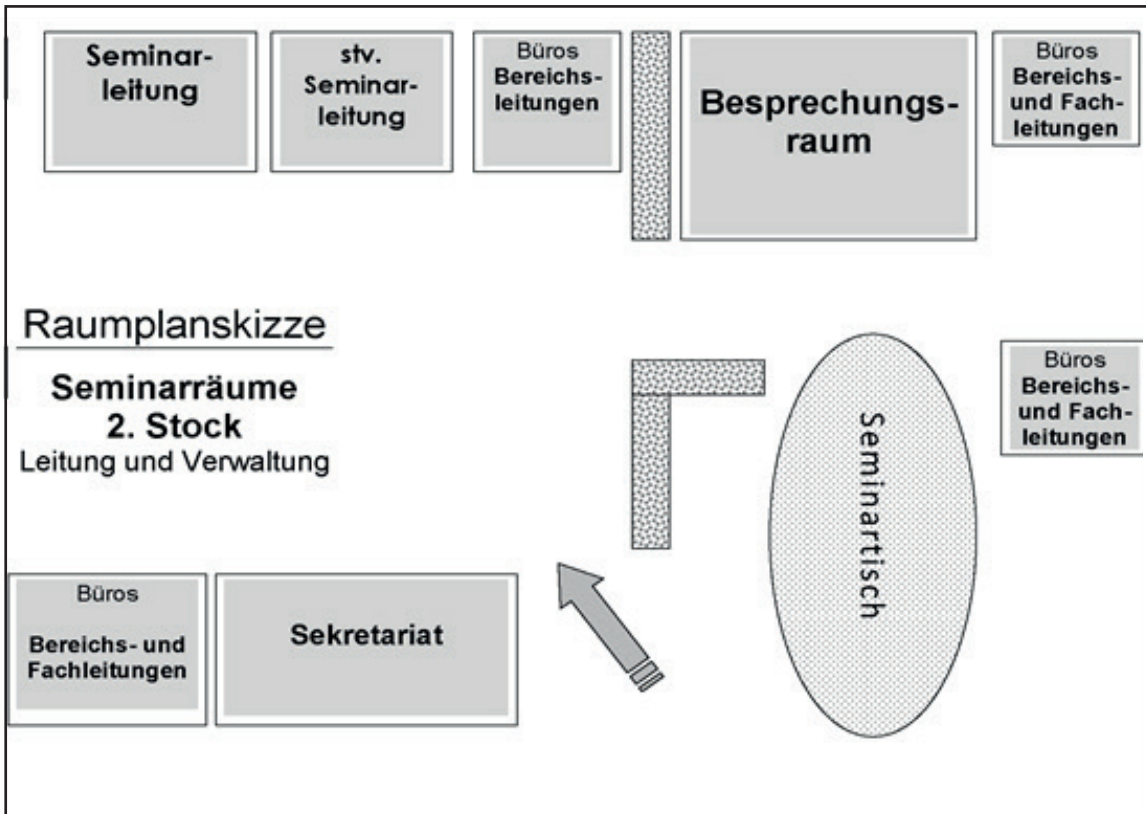 Seminar-
leitung
stv.
Seminar-
leitung
Büros
Bereichs-
leitungen
Besprechungs-
raum
Büros
Bereichs-
und Fach-
leitungen
Raumplanskizze
Seminarräume
2. Stock
Leitung und Verwaltung
Seminartisch
Büros
Bereichs-
und Fach-
leitungen
Büros
Bereichs- und
Fachleitungen
Sekretariat